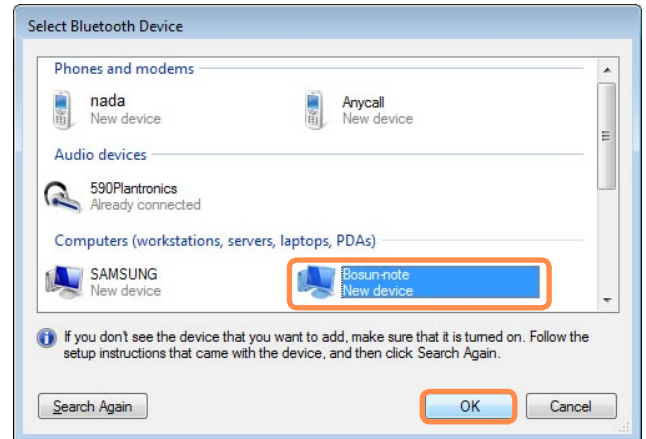 Select Bluetooth Device
Phones and modems
nada
New device
Anycall
New device
Audio devices
590Plantronics
Already connected
Computers (workstations, servers, laptops, PDAs)
SAMSUNG
New device
Bosun-note
New device
If you don't see the device that you want to add, make sure that it is turned on. Follow the
setup instructions that came with the device, and then click Search Again.
Search Again
OK
Cancel